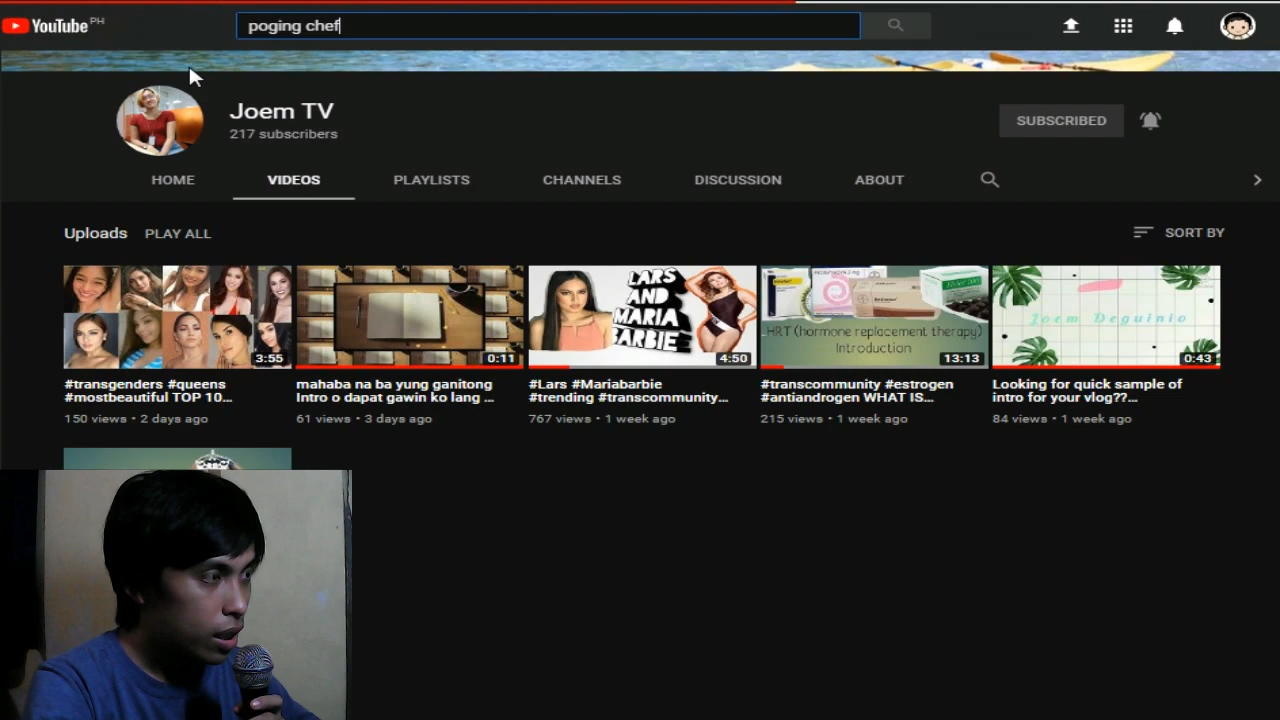 YouTube PH
poging chef
Joem TV
217 subscribers
SUBSCRIBED
HOME
VIDEOS
PLAYLISTS
CHANNELS
DISCUSSION
ABOUT
Uploads
PLAY ALL
SORT BY
3:55
#transgenders #queens
#mostbeautiful TOP 10...
150 views • 2 days ago
0:11
mahaba na ba yung ganitong
Intro o dapat gawin ko lang ...
61 views • 3 days ago
LARS
AND
MARIA
BARBIE
4:50
#Lars #Mariabarbie
#trending #transcommunity...
767 views • 1 week ago
HRT (hormone replacement therapy)
Introduction
13:13
#transcommunity #estrogen
#antiandrogen WHAT IS...
215 views • 1 week ago
Joem Deguinio
0:43
Looking for quick sample of
intro for your vlog??...
84 views • 1 week ago